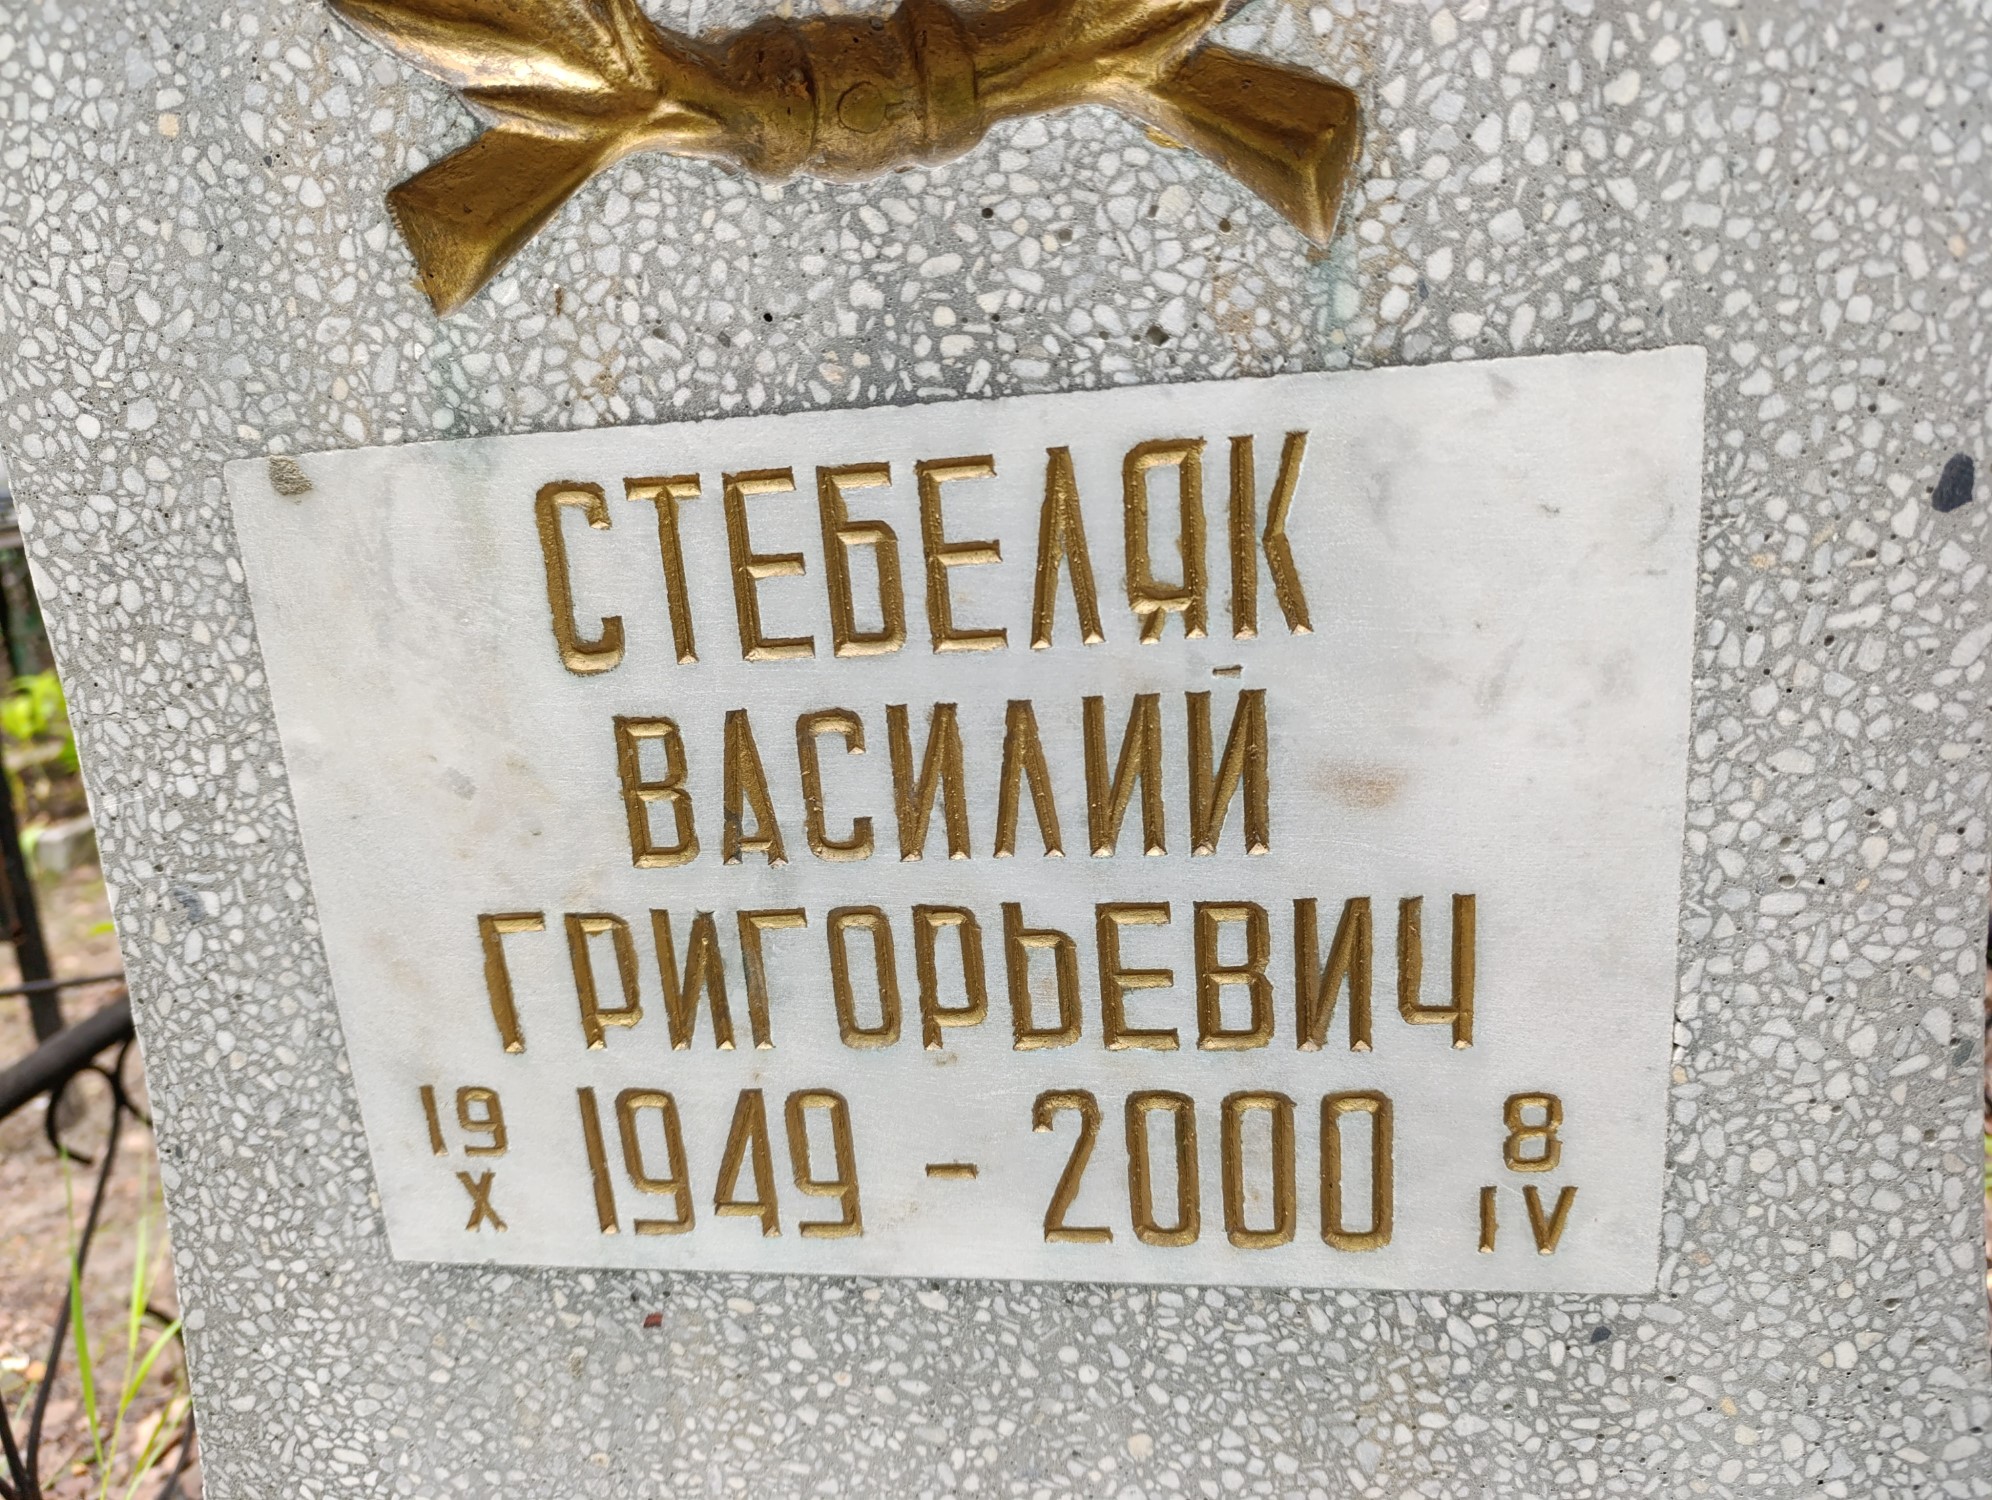 СТЕБЕЛЯК
ВАСИЛИЙ
ГРИГОРЬЕВИЧ
19 X 1949 - 2000 8 IV